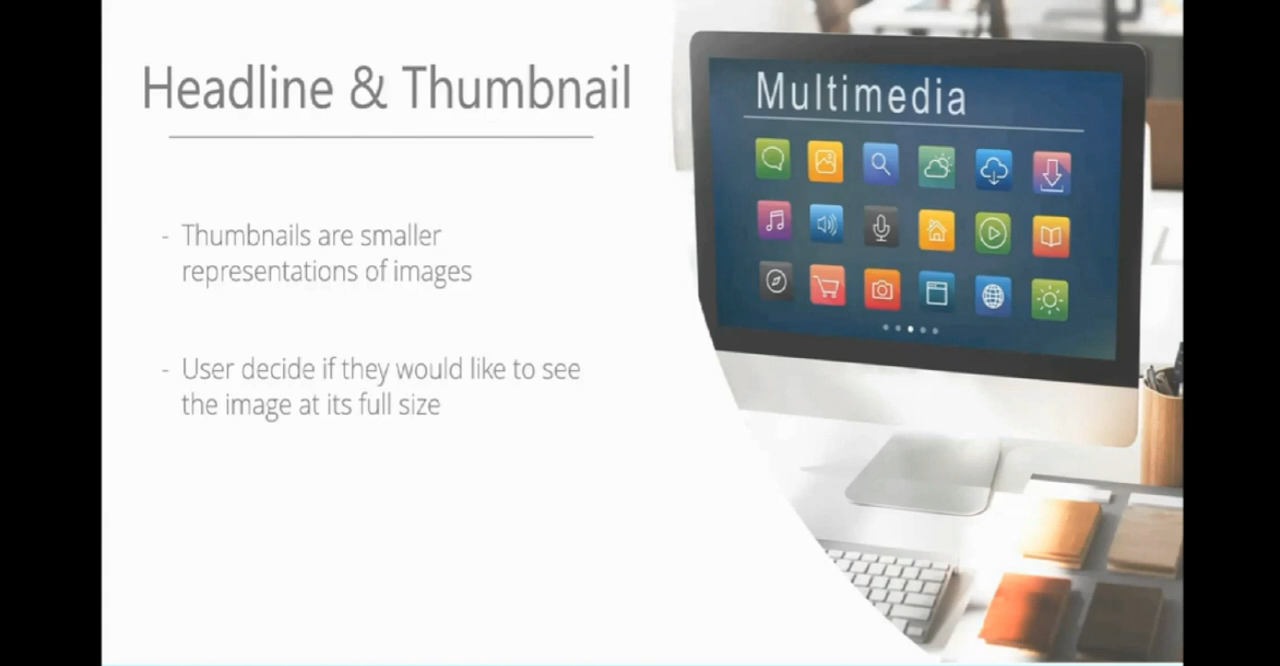 Headline & Thumbnail
- Thumbnails are smaller
representations of images
- User decide if they would like to see
the image at its full size
Multimedia